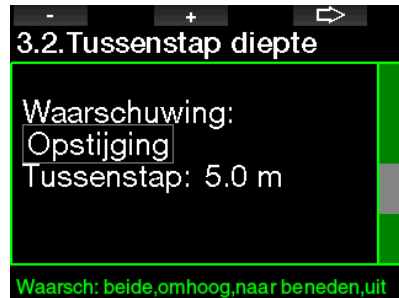 - + ⇨
3.2.Tussenstap diepte
Waarschuwing:
Opstijging
Tussenstap: 5.0 m
Waarsch: beide,omhoog,naar beneden,uit